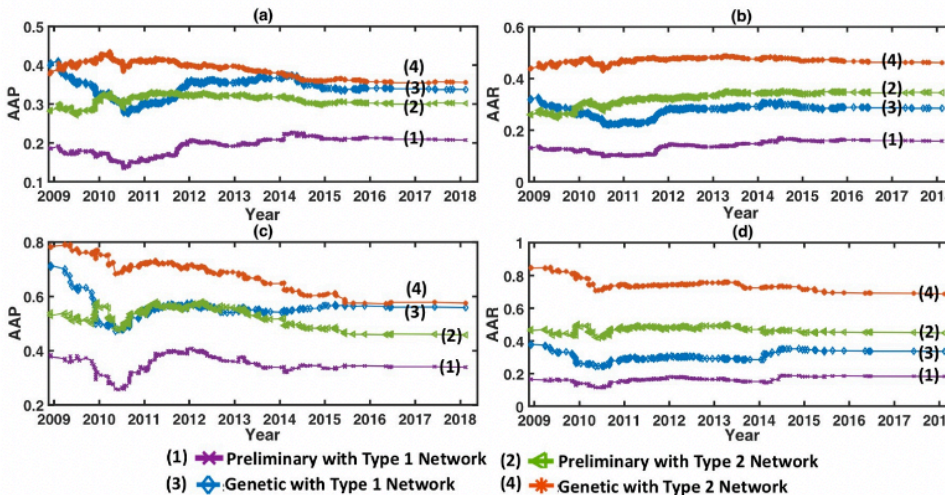 (a)
(b)
0.5
0.4
0.3
0.2
0.1
AAP
(4)
(3)
(2)
(1)
2009 2010 2011 2012 2013 2014 2015 2016 2017 2018
Year
0.6
0.4
0.2
0
AAR
(4)
(2)
(3)
(1)
2009 2010 2011 2012 2013 2014 2015 2016 2017 2018
Year
(c)
(d)
0.8
0.6
0.4
0.2
AAP
(4)
(3)
(2)
(1)
2009 2010 2011 2012 2013 2014 2015 2016 2017 2018
Year
1
0.8
0.6
0.4
0.2
0
AAR
(4)
(2)
(3)
(1)
2009 2010 2011 2012 2013 2014 2015 2016 2017
Year
(1) Preliminary with Type 1 Network
(2) Preliminary with Type 2 Network
(3) Genetic with Type 1 Network
(4) Genetic with Type 2 Network